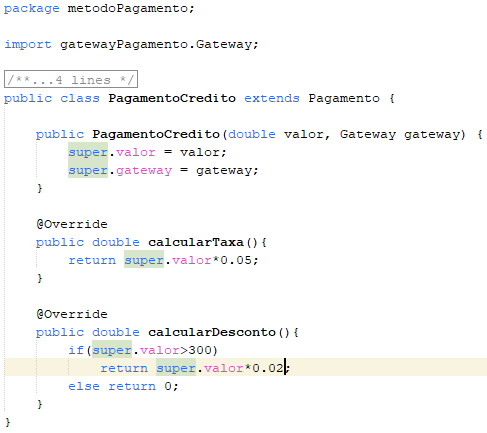 package metodoPagamento;
import gatewayPagamento.Gateway;
/**...4 lines */
public class PagamentoCredito extends Pagamento {
public PagamentoCredito(double valor, Gateway gateway) {
super.valor = valor;
super.gateway = gateway;
}
@Override
public double calcularTaxa(){
return super.valor*0.05;
}
@Override
public double calcularDesconto(){
if(super.valor>300)
return super.valor*0.02;
else return 0;
}
}